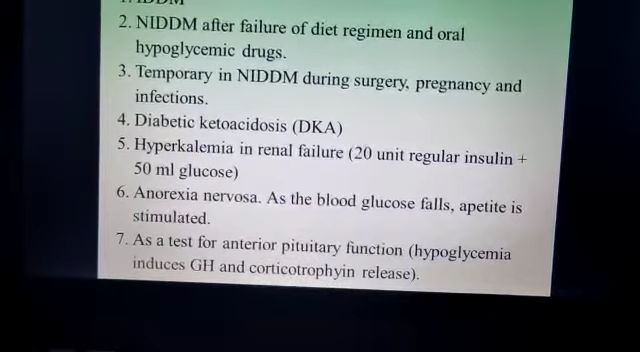 1. IDDM
2. NIDDM after failure of diet regimen and oral
hypoglycemic drugs.
3. Temporary in NIDDM during surgery, pregnancy and
infections.
4. Diabetic ketoacidosis (DKA)
5. Hyperkalemia in renal failure (20 unit regular insulin +
50 ml glucose)
6. Anorexia nervosa. As the blood glucose falls, apetite is
stimulated.
7. As a test for anterior pituitary function (hypoglycemia
induces GH and corticotrophyin release).